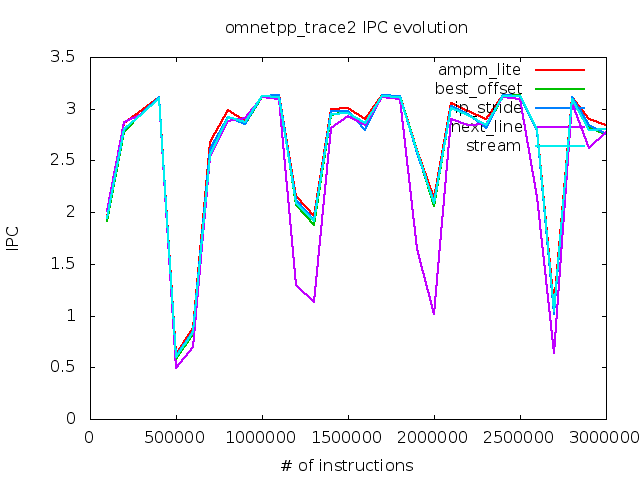 omnetpp_trace2 IPC evolution
ampm_lite
best_offset
ip_stride
next_line
stream
3.5
3
2.5
2
1.5
1
0.5
0
IPC
0 500000 1000000 1500000 2000000 2500000 3000000
# of instructions